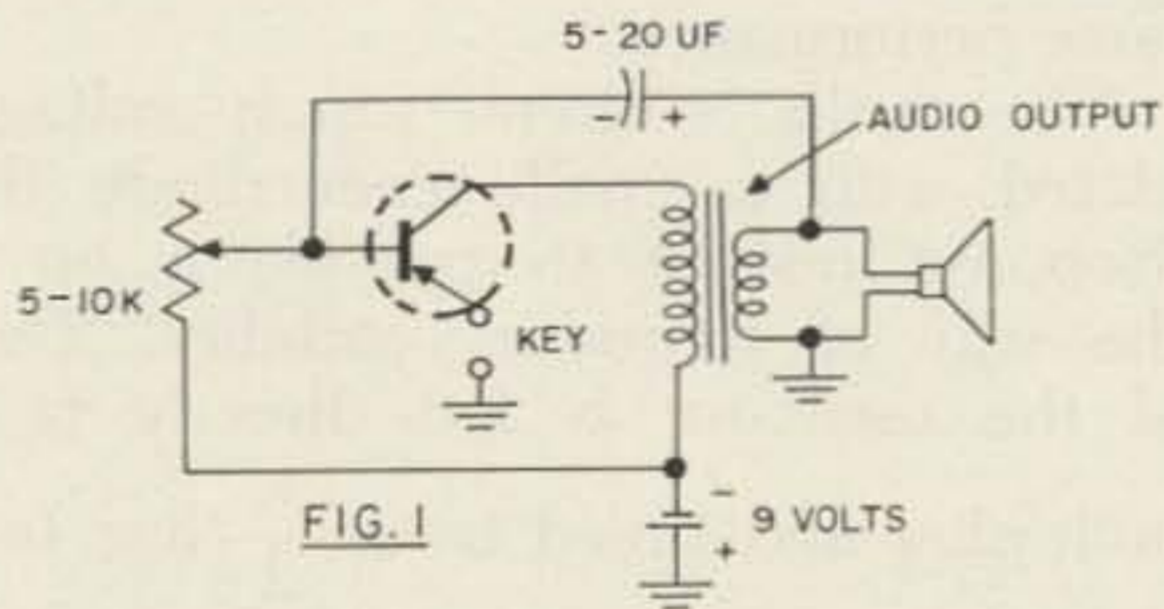 5-20 UF
- +
AUDIO OUTPUT
5-10K
KEY
FIG. 1
-
9 VOLTS
+